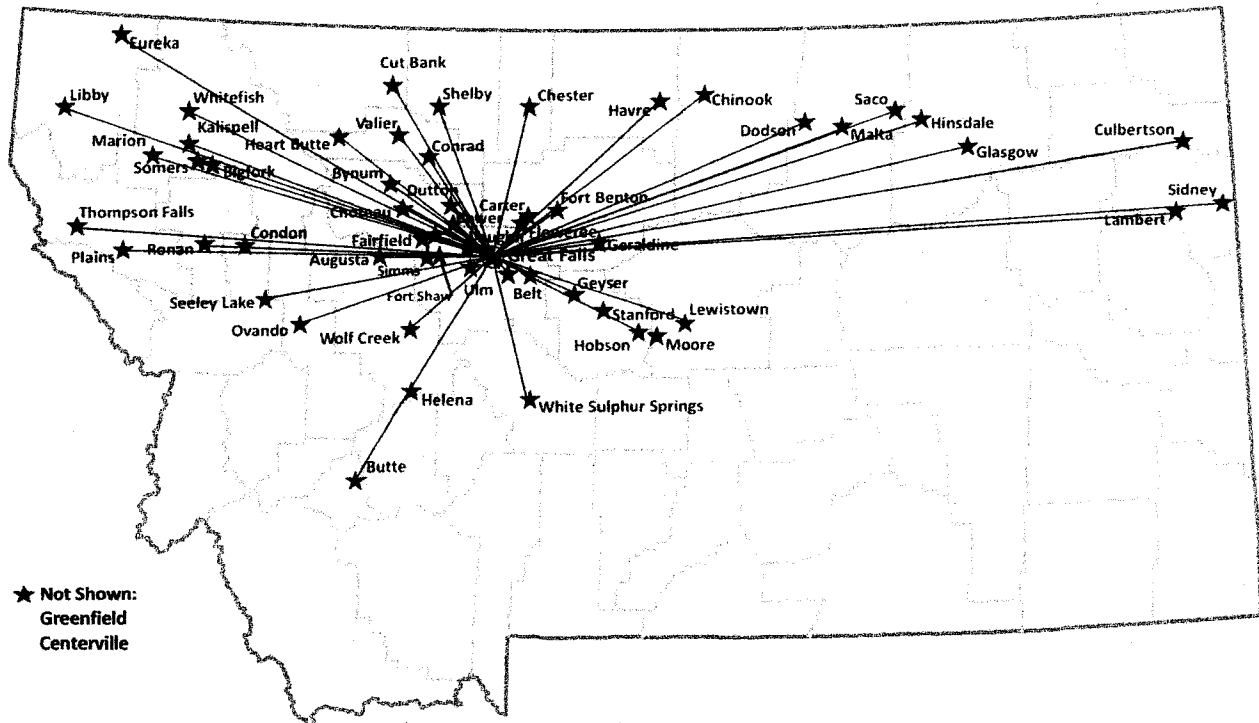 Eureka
Cut Bank
Libby
Whitefish
Shelby
Chester
Havre
Chinook
Saco
Kalispell
Valier
Dodson
Malta
Hinsdale
Culbertson
Marion
Heart Butte
Conrad
Glasgow
Somers
Bigfork
Bynum
Dutton
Sidney
Thompson Falls
Choteau
Carter
Fort Benton
Lambert
Power
Floweree
Plains
Ronan
Condon
Fairfield
Geraldine
Augusta
Simms
Great Falls
Seeley Lake
Fort Shaw
Ulm
Belt
Geyser
Ovando
Wolf Creek
Stanford
Lewistown
Hobson
Moore
Helena
White Sulphur Springs
Butte
Not Shown:
Greenfield
Centerville